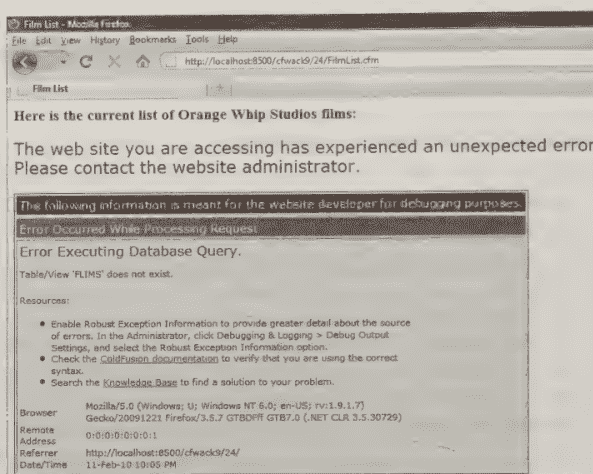 Film List - Mozilla Firefox
File Edit View History Bookmarks Tools Help
http://localhost:8500/cfwack9/24/FilmList.cfm
Film List
Here is the current list of Orange Whip Studios films:
The web site you are accessing has experienced an unexpected error
Please contact the website administrator.
The following information is meant for the website developer for debugging purposes.
Error Occurred While Processing Request
Error Executing Database Query.
Table/View 'FLIMS' does not exist.
Resources:
• Enable Robust Exception Information to provide greater detail about the source
of errors. In the Administrator, click Debugging & Logging > Debug Output
Settings, and select the Robust Exception Information option.
• Check the ColdFusion documentation to verify that you are using the correct
syntax.
• Search the Knowledge Base to find a solution to your problem.
Browser Mozilla/5.0 (Windows; U; Windows NT 6.0; en-US; rv:1.9.1.7)
Gecko/20091221 Firefox/3.5.7 GTBDFff GTB7.0 (.NET CLR 3.5.30729)
Remote
Address 0:0:0:0:0:0:0:1
Referrer http://localhost:8500/cfwack9/24/
Date/Time 11-Feb-10 10:05 PM